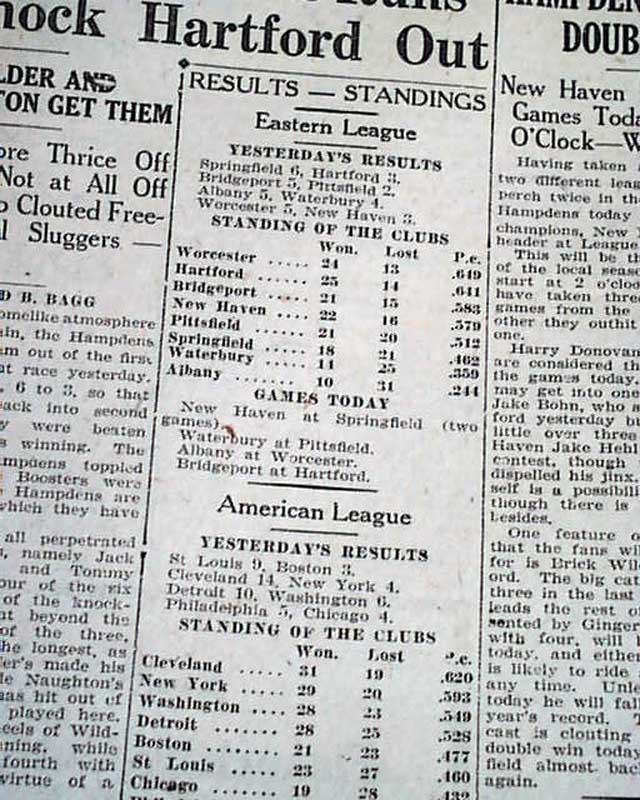 nock Hartford Out
LDER AND
TON GET THEM
ore Thrice Off
Not at All Off
o Clouted Free-
l Sluggers —
D B. BAGG
omelike atmosphere
ain, the Hampdens
am out of the first
at race yesterday.
, 6 to 3, so that
back into second
y were beaten
s winning. The
mpdens toppled
Boosters were
Hampdens are
which they have
all perpetrated
s, namely Jack
and Tommy
our of the six
of the knock-
at beyond the
of the three,
he longest, as
er's made his
le Naughton's
has hit out of
played here.
eels of Wild-
ning, while
fourth with
virtue of a
RESULTS — STANDINGS
Eastern League
YESTERDAY'S RESULTS
Springfield 6, Hartford 3.
Bridgeport 5, Pittsfield 2.
Albany 5, Waterbury 4.
Worcester 5, New Haven 3.
STANDING OF THE CLUBS
Won. Lost P.c.
Worcester ..... 24 13 .649
Hartford ...... 25 14 .641
Bridgeport .... 21 15 .583
New Haven .... 22 16 .579
Pittsfield ...... 21 20 .512
Springfield .... 18 21 .462
Waterbury .... 14 25 .359
Albany ....... 10 31 .244
GAMES TODAY
New Haven at Springfield (two
games).
Waterbury at Pittsfield.
Albany at Worcester.
Bridgeport at Hartford.
American League
YESTERDAY'S RESULTS
St Louis 9, Boston 3.
Cleveland 14, New York 4.
Detroit 10, Washington 6.
Philadelphia 5, Chicago 4.
STANDING OF THE CLUBS
Won. Lost P.c.
Cleveland .... 31 19 .620
New York .... 29 20 .593
Washington .... 28 23 .549
Detroit ...... 28 25 .528
Boston ...... 21 23 .477
St Louis ..... 23 27 .460
Chicago ..... 19 28
DOUB
New Haven
Games Toda
O'Clock—W
Having taken
two different leag
perch twice in the
Hampdens today
champions, New
header at League
This will be th
of the local seaso
start at 2 o'cloc
have taken three
games from the
other they outhit
one.
Harry Donovan
are considered th
the games today.
may get into one
Jake Bohn, who
ford yesterday bu
little over three
Haven Jake Hehl
contest, though
dispelled his jinx.
self is a possibili
though there is
besides.
One feature o
that the fans wi
for is Brick Wil
ord. The big cat
three in the last
leads the rest o
sented by Ginger
with four, will
today, and either
is likely to ride
any time. Unle
today he will fal
year's record. T
cast is clouting
double win today
field almost bac
again.